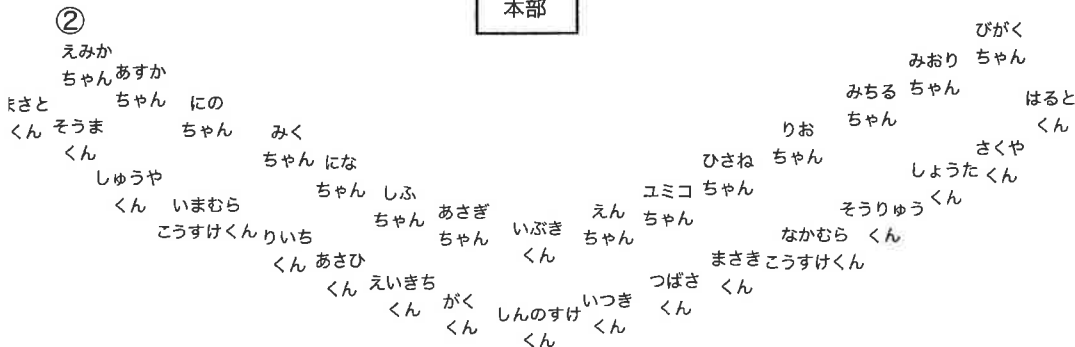 本部
②
えみか
ちゃん
あすか
ちゃん
にの
ちゃん
みく
ちゃん
にな
ちゃん
しふ
ちゃん
あさぎ
ちゃん
いぶき
くん
えん
ちゃん
ユミコ
ちゃん
ひさね
ちゃん
りお
ちゃん
みちる
ちゃん
みおり
ちゃん
びがく
ちゃん
まさと
くん
そうま
くん
しゅうや
くん
いまむら
こうすけくん
りいち
くん
あさひ
くん
えいきち
くん
がく
くん
しんのすけ
くん
いつき
くん
つばさ
くん
まさき
くん
なかむら
こうすけくん
そうりゅう
くん
しょうた
くん
さくや
くん
はると
くん